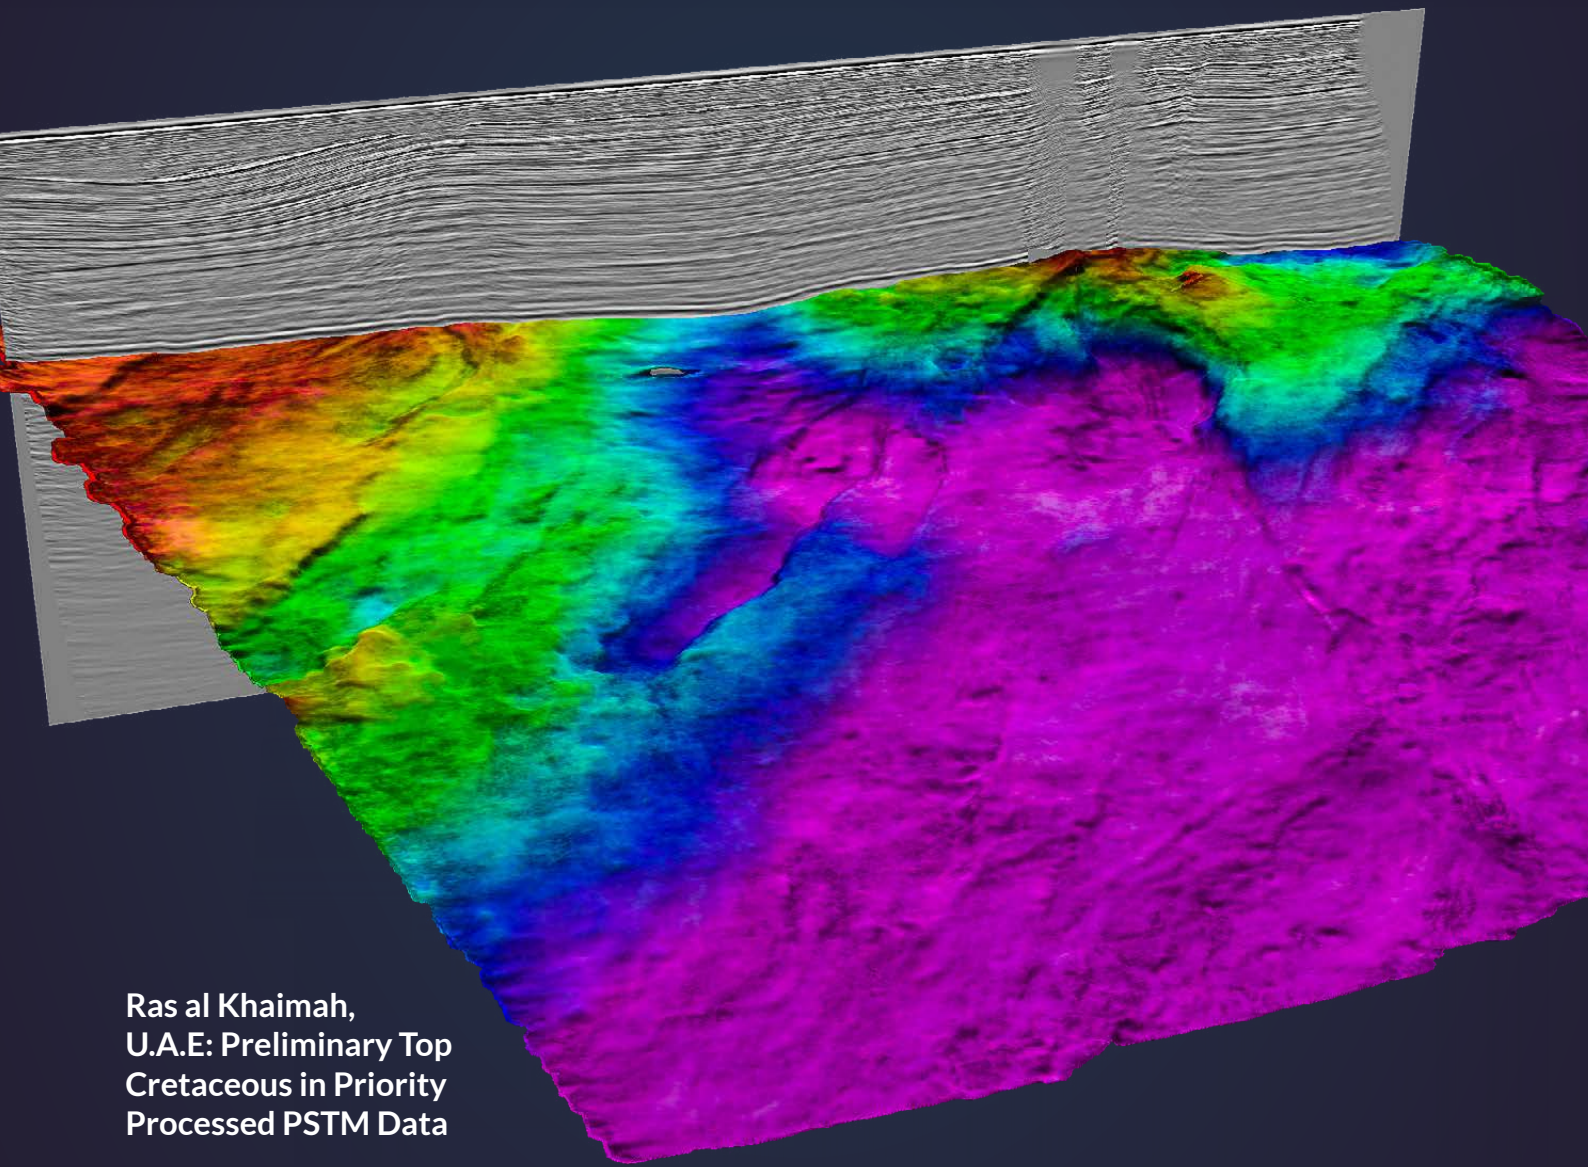 Ras al Khaimah,
U.A.E: Preliminary Top
Cretaceous in Priority
Processed PSTM Data